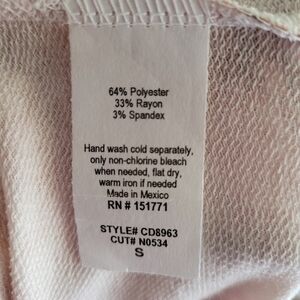 64% Polyester
33% Rayon
3% Spandex
Hand wash cold separately,
only non-chlorine bleach
when needed, flat dry,
warm iron if needed
Made in Mexico
RN # 151771
STYLE# CD8963
CUT# N0534
S